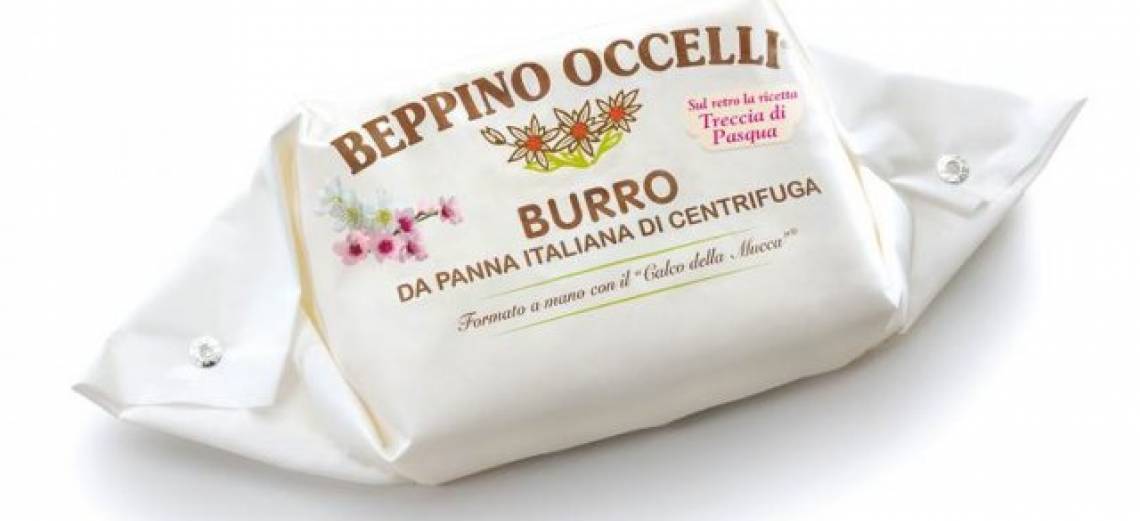 BEPPINO OCCELLI®
Sul retro la ricetta
Treccia di
Pasqua
BURRO
DA PANNA ITALIANA DI CENTRIFUGA
Formato a mano con il "Calco della Mucca"®